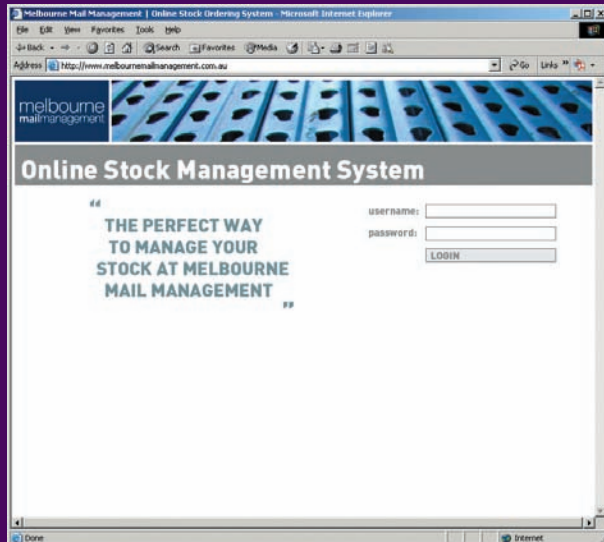 Melbourne Mail Management | Online Stock Ordering System - Microsoft Internet Explorer
File Edit View Favorites Tools Help
Back Search Favorites Media
Address http://www.melbournemailmanagement.com.au Go Links »
melbourne
mailmanagement
Online Stock Management System
“
username:
THE PERFECT WAY
password:
TO MANAGE YOUR
LOGIN
STOCK AT MELBOURNE
MAIL MANAGEMENT
”
Done Internet